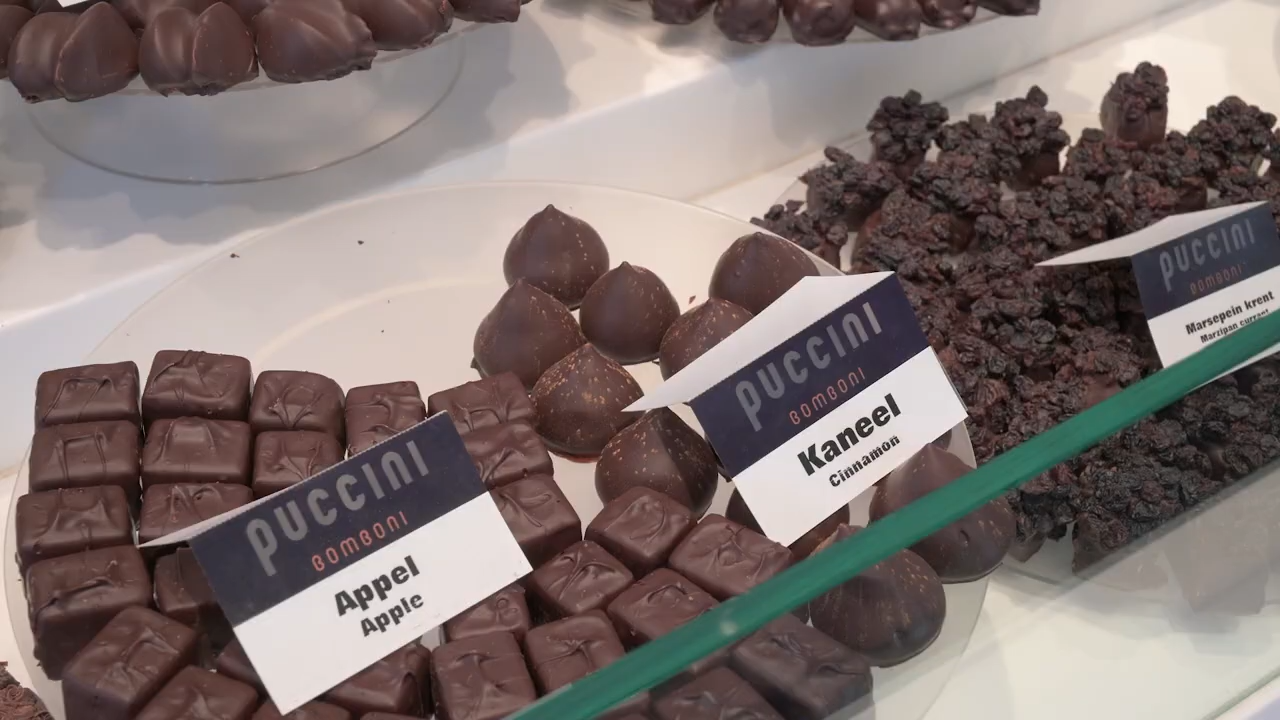 PUCCINI
BOMBONI
Appel
Apple
PUCCINI
BOMBONI
Kaneel
Cinnamon
PUCCINI
BOMBONI
Marsepein krent
Marzipan currant